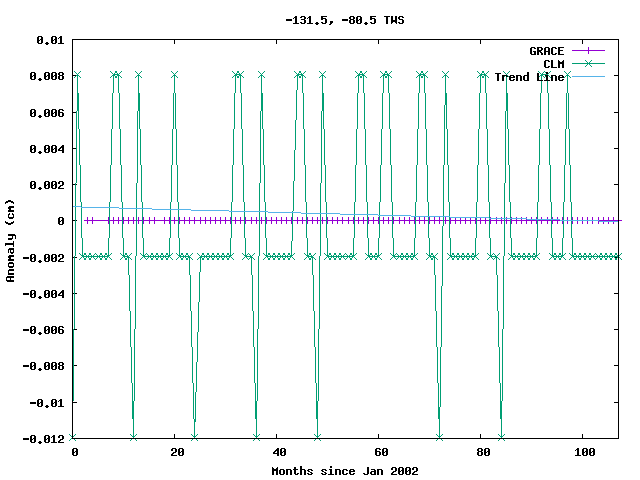 -131.5, -80.5 TWS
0.01
0.008
0.006
0.004
0.002
0
-0.002
-0.004
-0.006
-0.008
-0.01
-0.012
Anomaly (cm)
GRACE
CLM
Trend Line
0 20 40 60 80 100
Months since Jan 2002